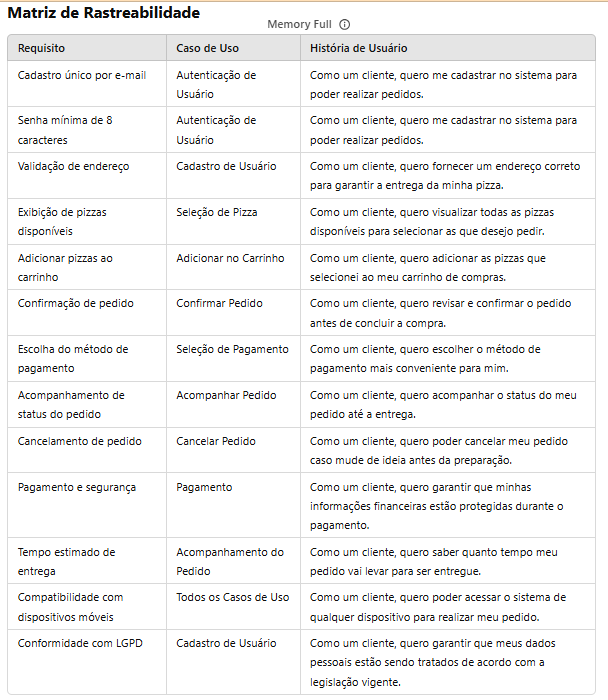 Matriz de Rastreabilidade
Memory Full
Requisito Caso de Uso História de Usuário
Cadastro único por e-mail Autenticação de Como um cliente, quero me cadastrar no sistema para
Usuário poder realizar pedidos.
Senha mínima de 8 Autenticação de Como um cliente, quero me cadastrar no sistema para
caracteres Usuário poder realizar pedidos.
Validação de endereço Cadastro de Usuário Como um cliente, quero fornecer um endereço correto
para garantir a entrega da minha pizza.
Exibição de pizzas Seleção de Pizza Como um cliente, quero visualizar todas as pizzas
disponíveis disponíveis para selecionar as que desejo pedir.
Adicionar pizzas ao Adicionar no Carrinho Como um cliente, quero adicionar as pizzas que
carrinho selecionei ao meu carrinho de compras.
Confirmação de pedido Confirmar Pedido Como um cliente, quero revisar e confirmar o pedido
antes de concluir a compra.
Escolha do método de Seleção de Pagamento Como um cliente, quero escolher o método de
pagamento pagamento mais conveniente para mim.
Acompanhamento de Acompanhar Pedido Como um cliente, quero acompanhar o status do meu
status do pedido pedido até a entrega.
Cancelamento de pedido Cancelar Pedido Como um cliente, quero poder cancelar meu pedido
caso mude de ideia antes da preparação.
Pagamento e segurança Pagamento Como um cliente, quero garantir que minhas
informações financeiras estão protegidas durante o
pagamento.
Tempo estimado de Acompanhamento do Como um cliente, quero saber quanto tempo meu
entrega Pedido pedido vai levar para ser entregue.
Compatibilidade com Todos os Casos de Uso Como um cliente, quero poder acessar o sistema de
dispositivos móveis qualquer dispositivo para realizar meu pedido.
Conformidade com LGPD Cadastro de Usuário Como um cliente, quero garantir que meus dados
pessoais estão sendo tratados de acordo com a
legislação vigente.